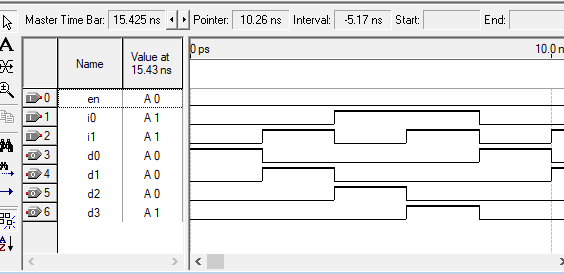 Master Time Bar: 15.425 ns Pointer: 10.26 ns Interval: -5.17 ns Start: End:
Name Value at 15.43 ns
0 ps 10.0 n
0 en A 0
1 i0 A 1
2 i1 A 1
3 d0 A 0
4 d1 A 0
5 d2 A 0
6 d3 A 1